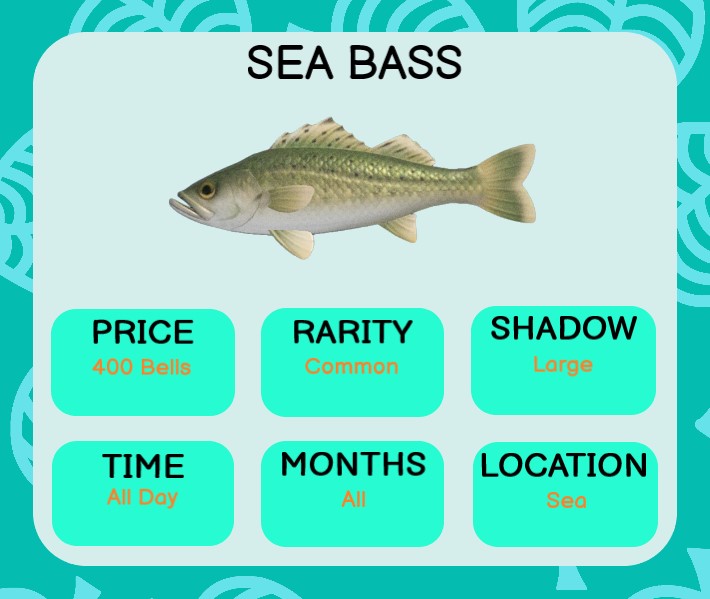 SEA BASS
PRICE
400 Bells
RARITY
Common
SHADOW
Large
TIME
All Day
MONTHS
All
LOCATION
Sea